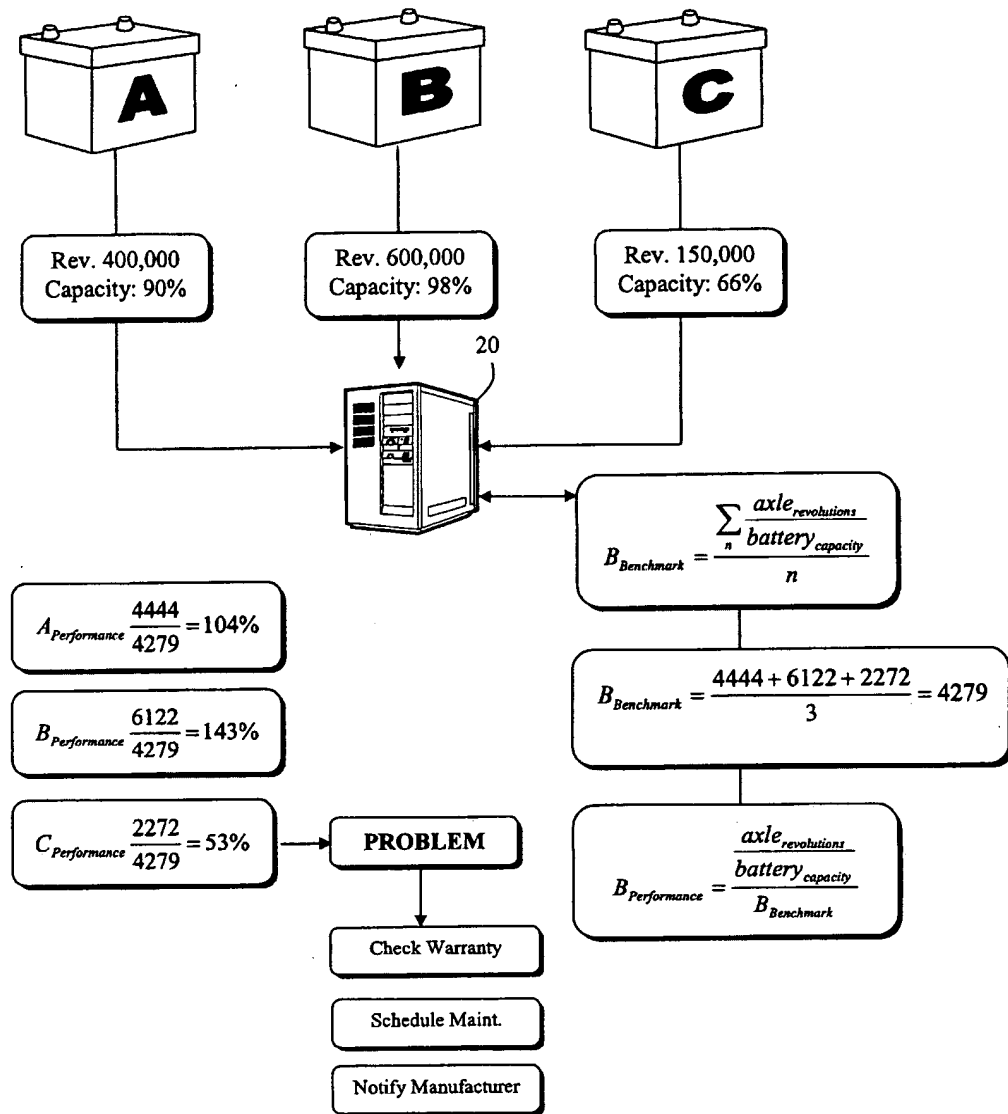 A
B
C
Rev. 400,000
Capacity: 90%
Rev. 600,000
Capacity: 98%
Rev. 150,000
Capacity: 66%
20
B_Benchmark = (∑_n axle_revolutions / battery_capacity) / n
A_Performance 4444/4279 = 104%
B_Benchmark = (4444 + 6122 + 2272) / 3 = 4279
B_Performance 6122/4279 = 143%
C_Performance 2272/4279 = 53%
PROBLEM
B_Performance = (axle_revolutions / battery_capacity) / B_Benchmark
Check Warranty
Schedule Maint.
Notify Manufacturer